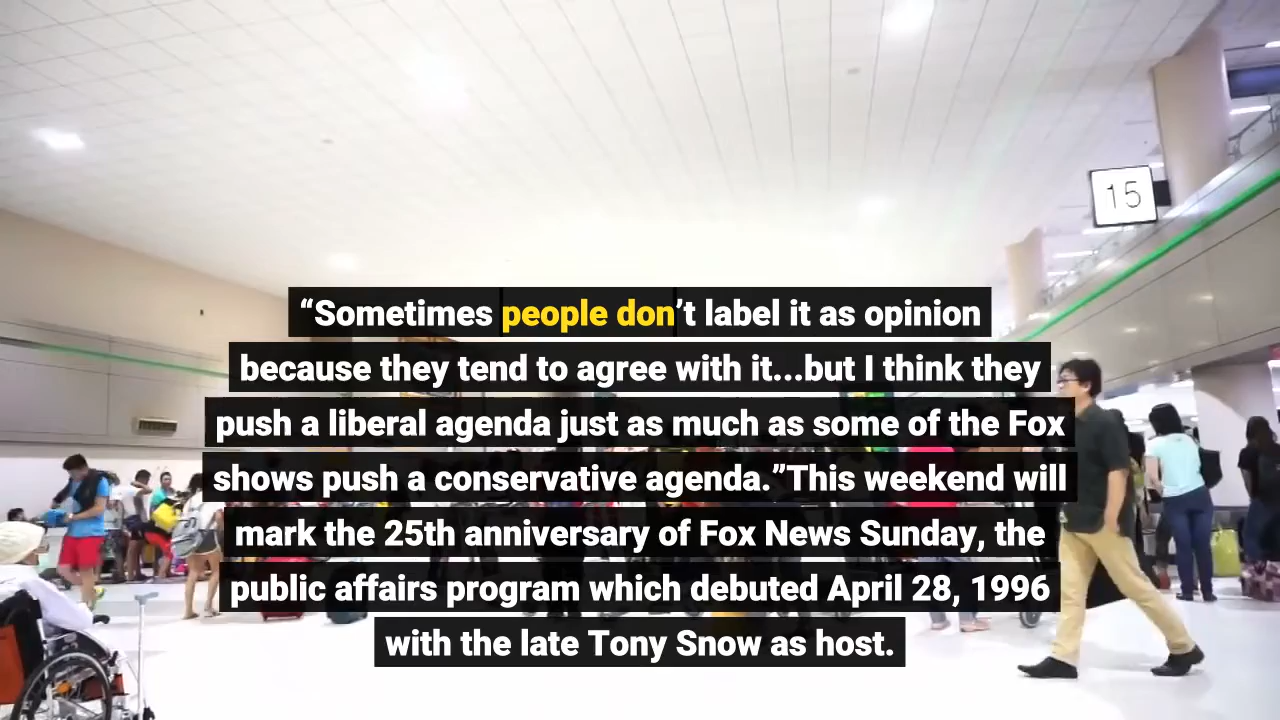 15
“Sometimes people don’t label it as opinion
because they tend to agree with it...but I think they
push a liberal agenda just as much as some of the Fox
shows push a conservative agenda.”This weekend will
mark the 25th anniversary of Fox News Sunday, the
public affairs program which debuted April 28, 1996
with the late Tony Snow as host.